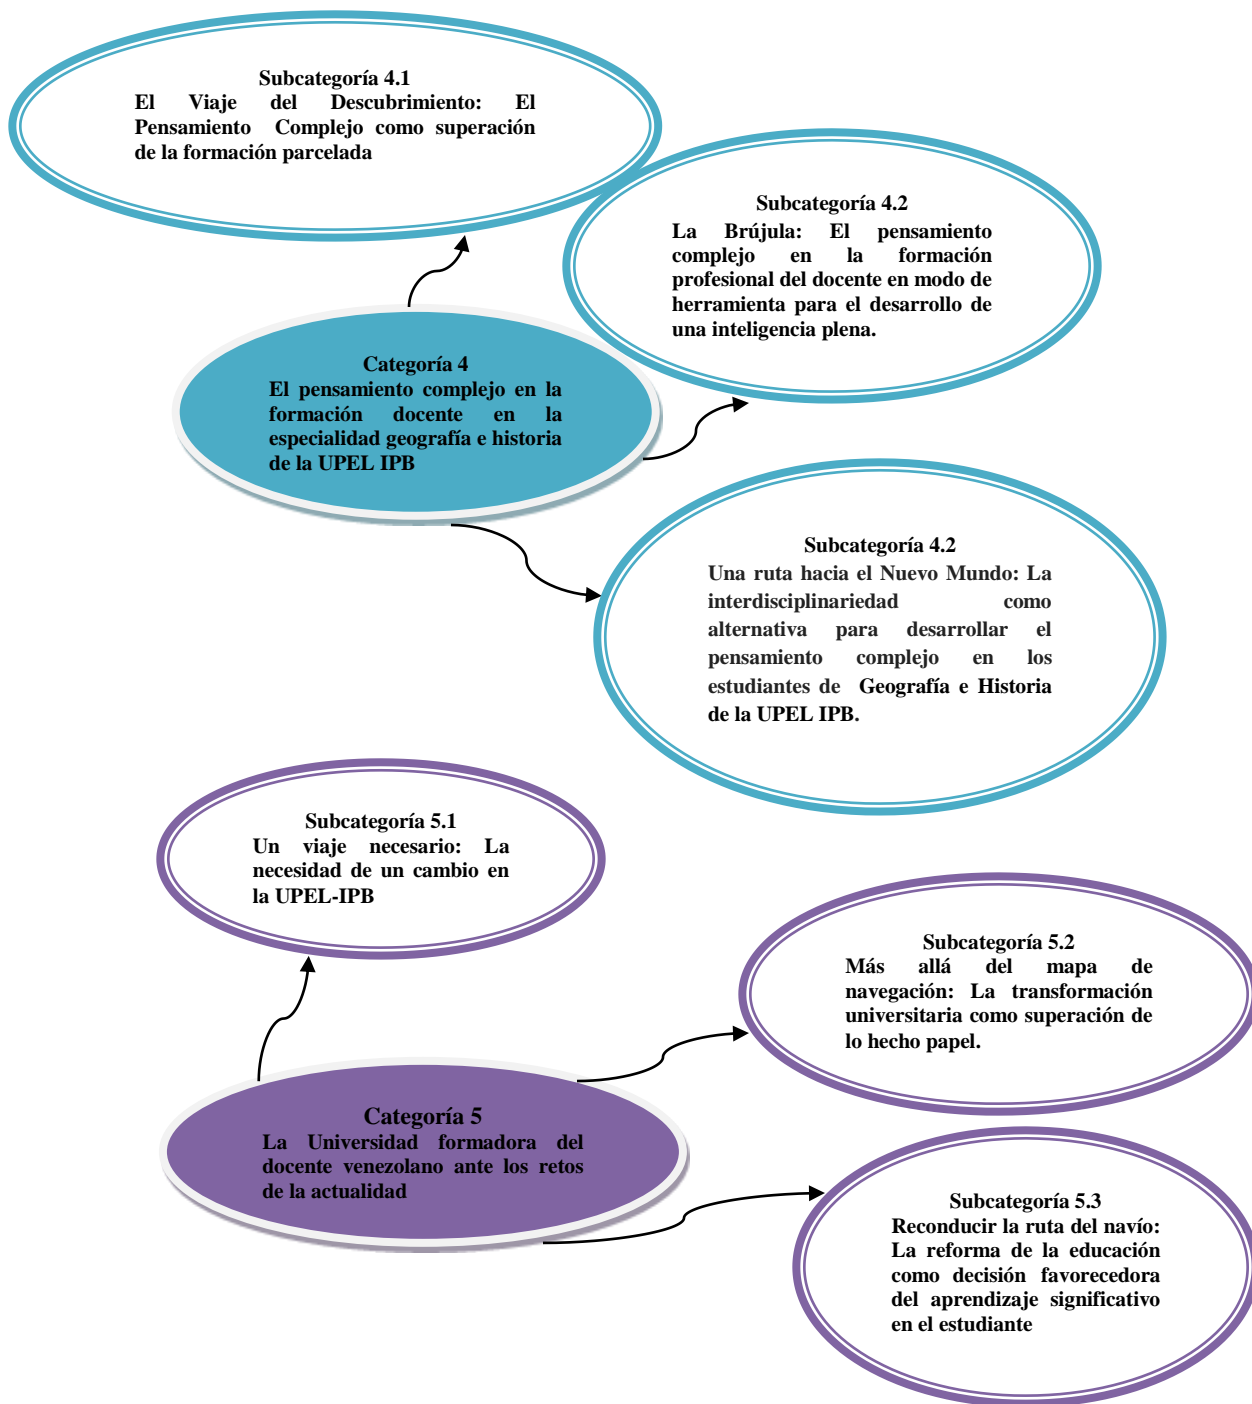 Subcategoría 4.1
El Viaje del Descubrimiento: El
Pensamiento Complejo como superación
de la formación parcelada
Subcategoría 4.2
La Brújula: El pensamiento
complejo en la formación
profesional del docente en modo de
herramienta para el desarrollo de
una inteligencia plena.
Categoría 4
El pensamiento complejo en la
formación docente en la
especialidad geografía e historia
de la UPEL IPB
Subcategoría 4.2
Una ruta hacia el Nuevo Mundo: La
interdisciplinariedad como
alternativa para desarrollar el
pensamiento complejo en los
estudiantes de Geografía e Historia
de la UPEL IPB.
Subcategoría 5.1
Un viaje necesario: La
necesidad de un cambio en
la UPEL-IPB
Subcategoría 5.2
Más allá del mapa de
navegación: La transformación
universitaria como superación de
lo hecho papel.
Categoría 5
La Universidad formadora del
docente venezolano ante los retos
de la actualidad
Subcategoría 5.3
Reconducir la ruta del navío:
La reforma de la educación
como decisión favorecedora
del aprendizaje significativo
en el estudiante